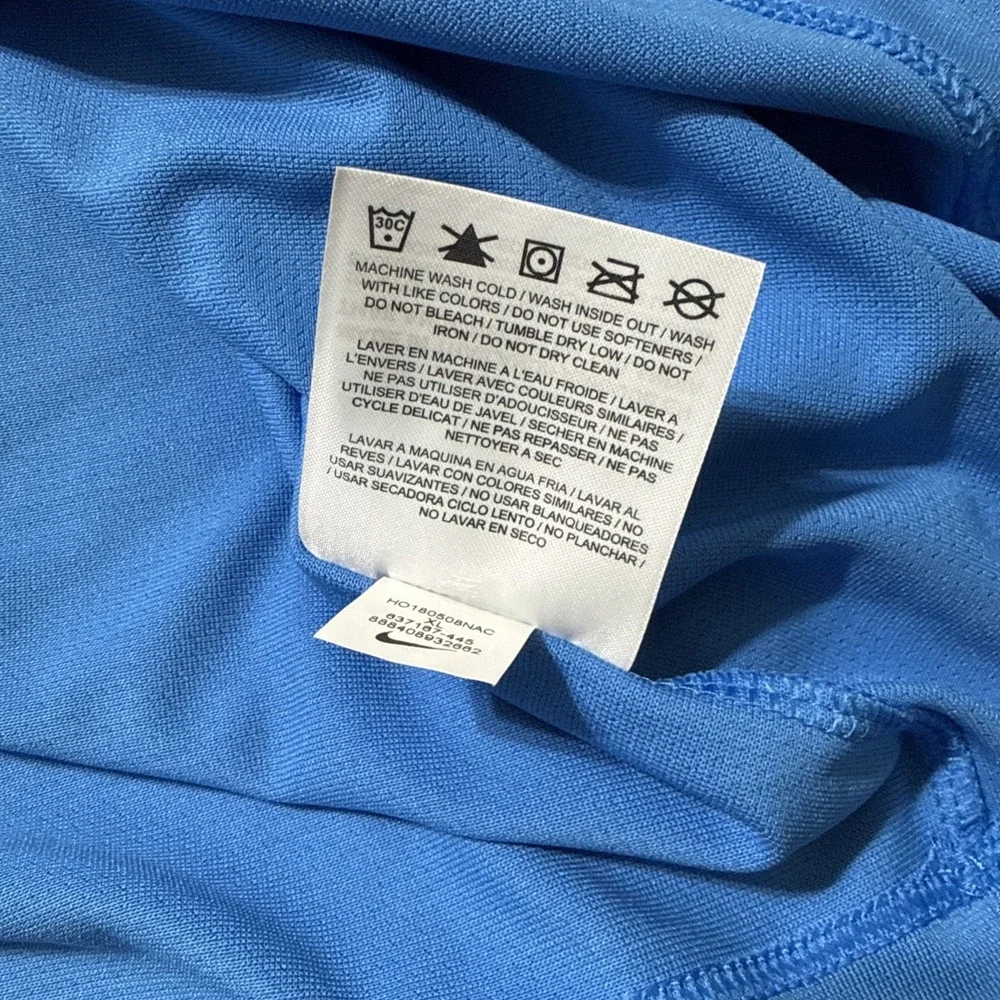 30C
MACHINE WASH COLD / WASH INSIDE OUT / WASH
WITH LIKE COLORS / DO NOT USE SOFTENERS /
DO NOT BLEACH / TUMBLE DRY LOW / DO NOT
IRON / DO NOT DRY CLEAN
LAVER EN MACHINE A L'EAU FROIDE / LAVER A
L'ENVERS / LAVER AVEC COULEURS SIMILAIRES /
NE PAS UTILISER D'ADOUCISSEUR / NE PAS
UTILISER D'EAU DE JAVEL / SECHER EN MACHINE
CYCLE DELICAT / NE PAS REPASSER / NE PAS
NETTOYER A SEC
LAVAR A MAQUINA EN AGUA FRIA / LAVAR AL
REVES / LAVAR CON COLORES SIMILARES / NO
USAR SUAVIZANTES / NO USAR BLANQUEADORES
/ USAR SECADORA CICLO LENTO / NO PLANCHAR /
NO LAVAR EN SECO
HO180508NAC
XL
837187-445
888408932662